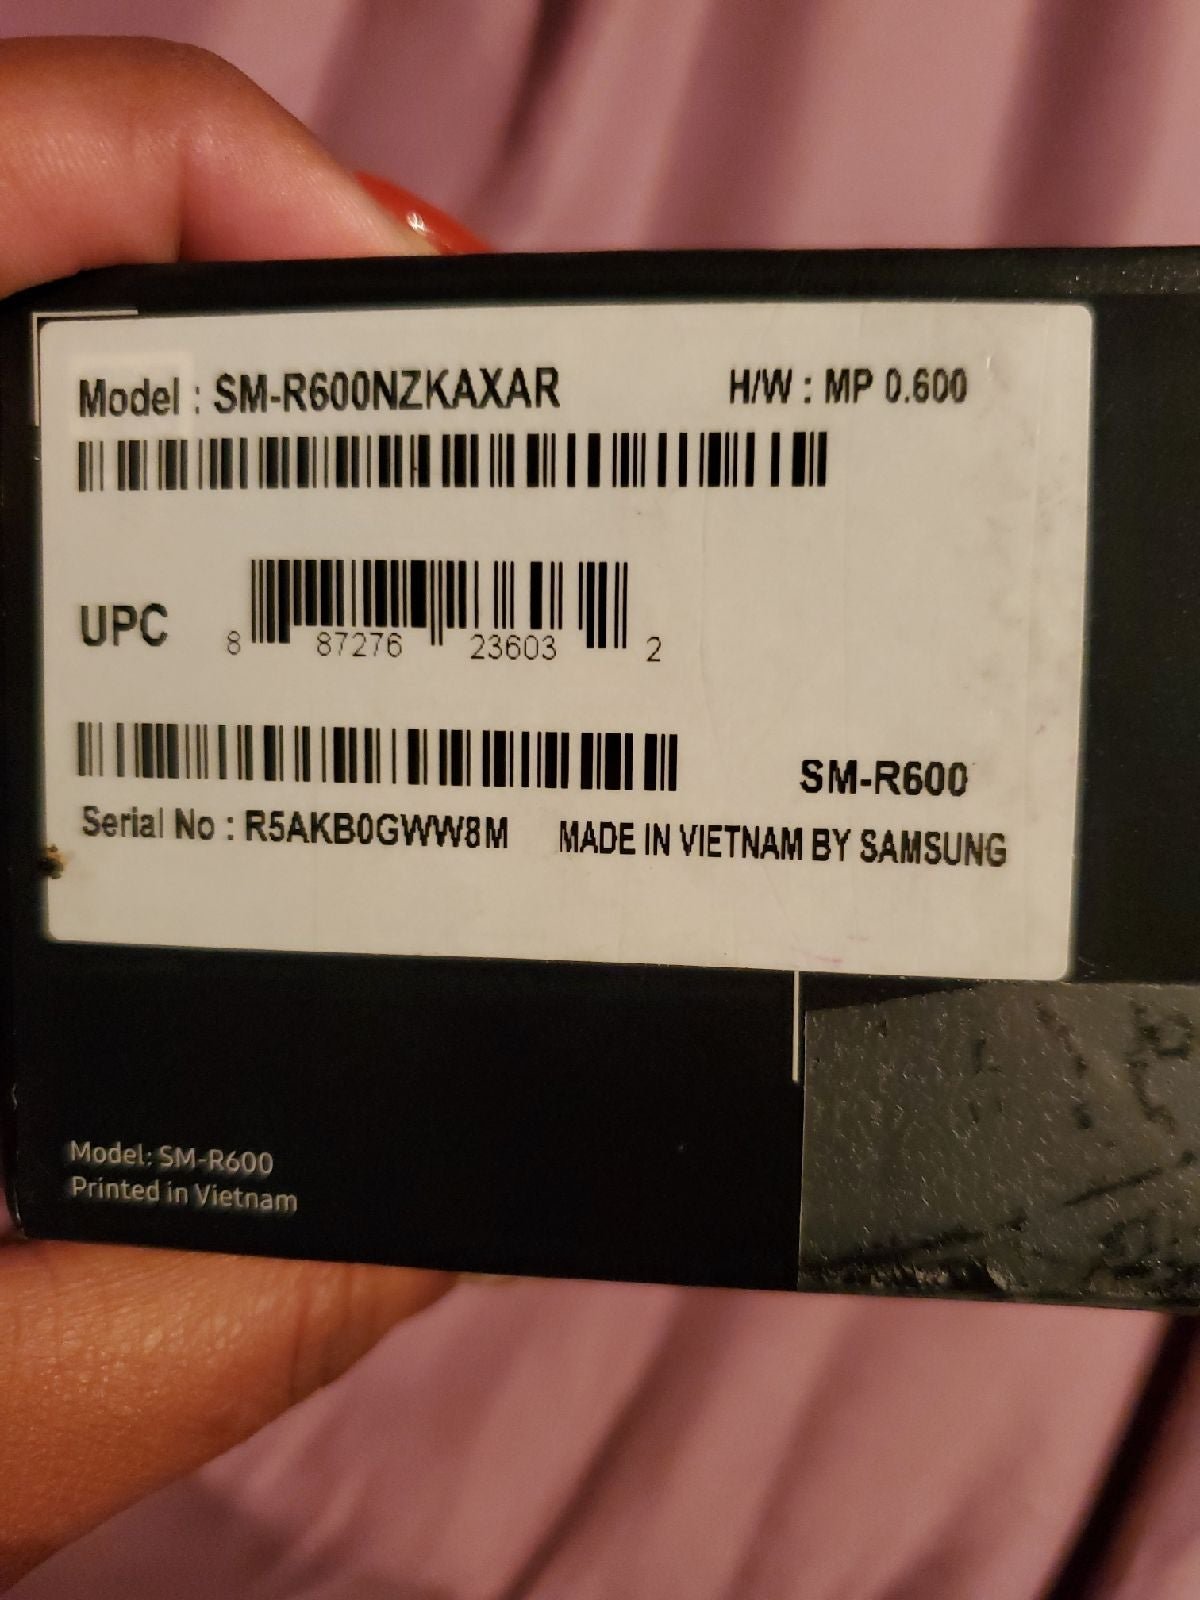 Model : SM-R600NZKAXAR H/W : MP 0.600
UPC 8 87276 23603 2
SM-R600
Serial No : R5AKB0GWW8M MADE IN VIETNAM BY SAMSUNG
Model: SM-R600
Printed in Vietnam